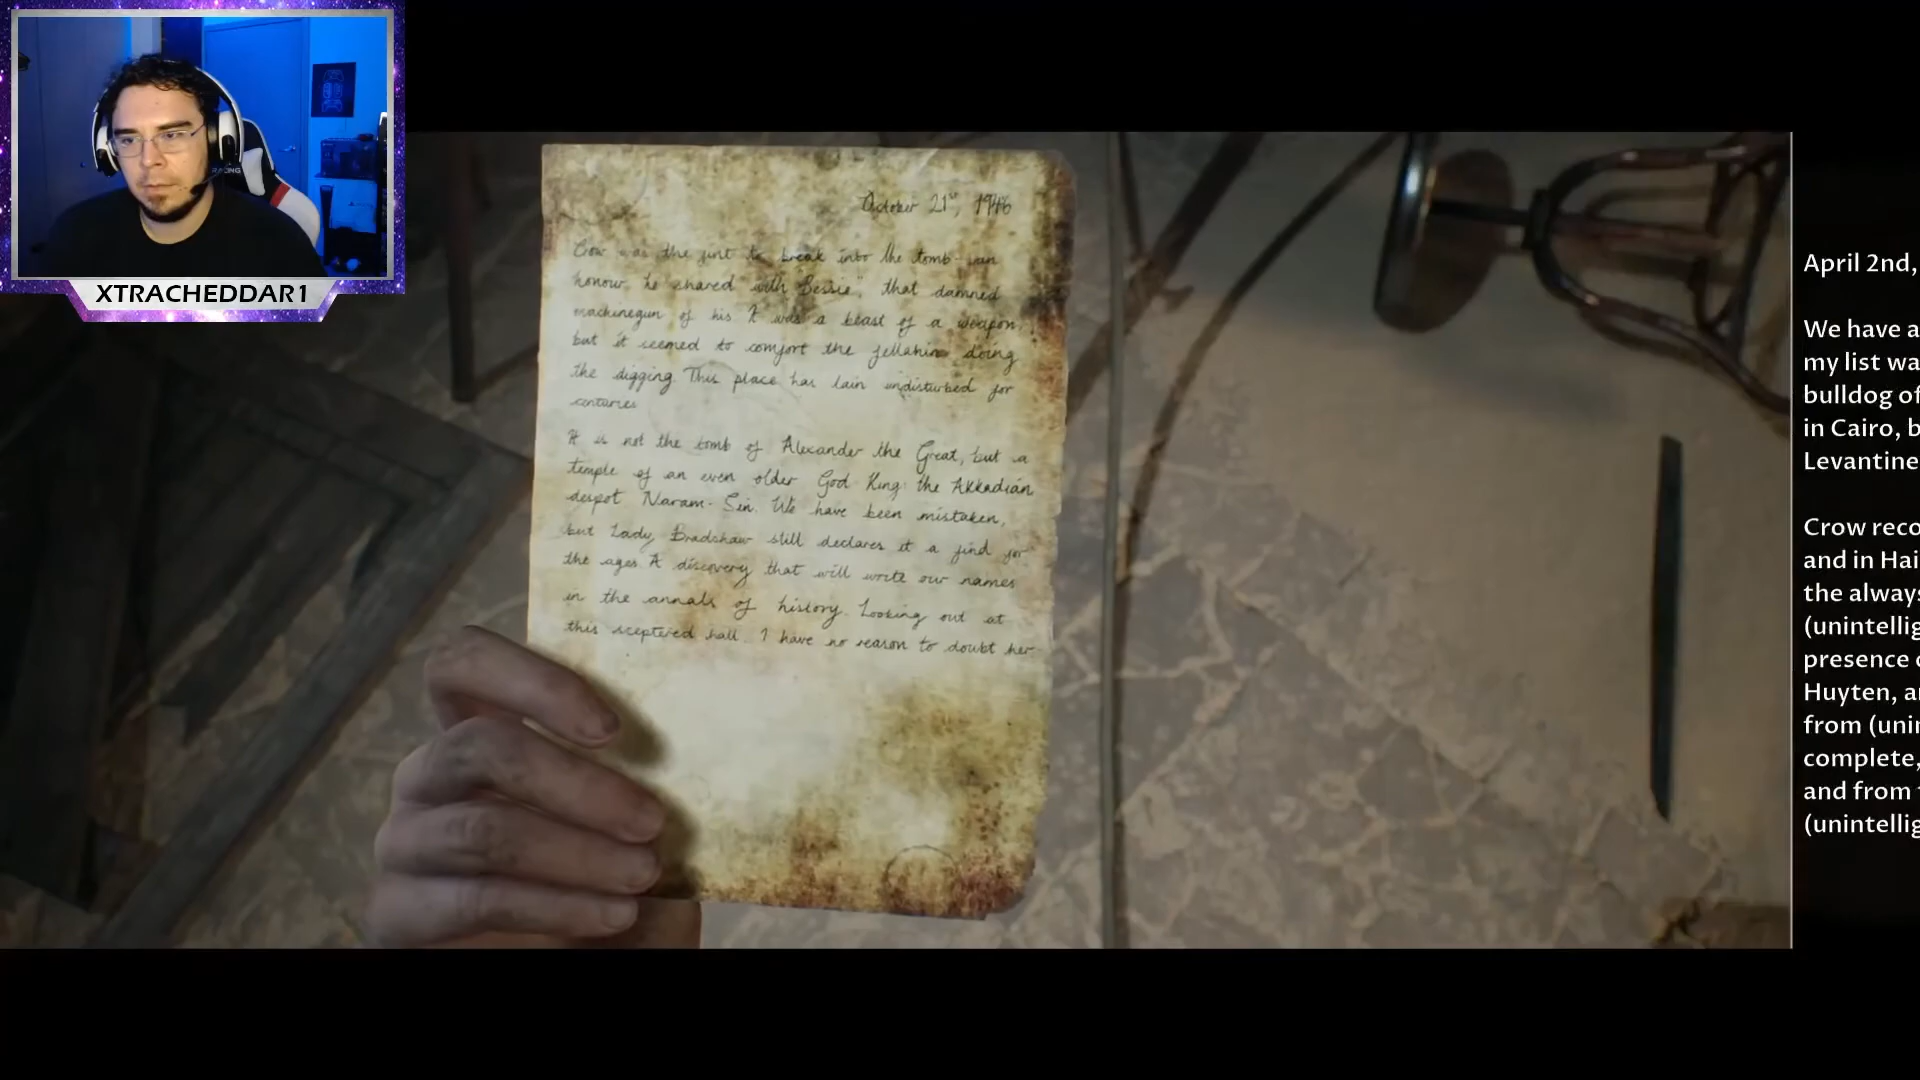 XTRACHEDDAR1
RACING
October 21st, 1946
Crow was the first to break into the tomb - an
honour he shared with "Bessie", that damned
machinegun of his. It was a beast of a weapon,
but it seemed to comfort the fellahin doing
the digging. This place has lain undisturbed for
centuries.
It is not the tomb of Alexander the Great, but a
temple of an even older God King: the Akkadian
despot Naram-Sin. We have been mistaken,
but Lady Bradshaw still declares it a find for
the ages. A discovery that will write our names
in the annals of history. Looking out at
this sceptered hall, I have no reason to doubt her.
April 2nd,
We have a
my list wa
bulldog of
in Cairo, b
Levantine
Crow reco
and in Hai
the always
(unintellig
presence
Huyten, a
from (unin
complete,
and from
(unintellig